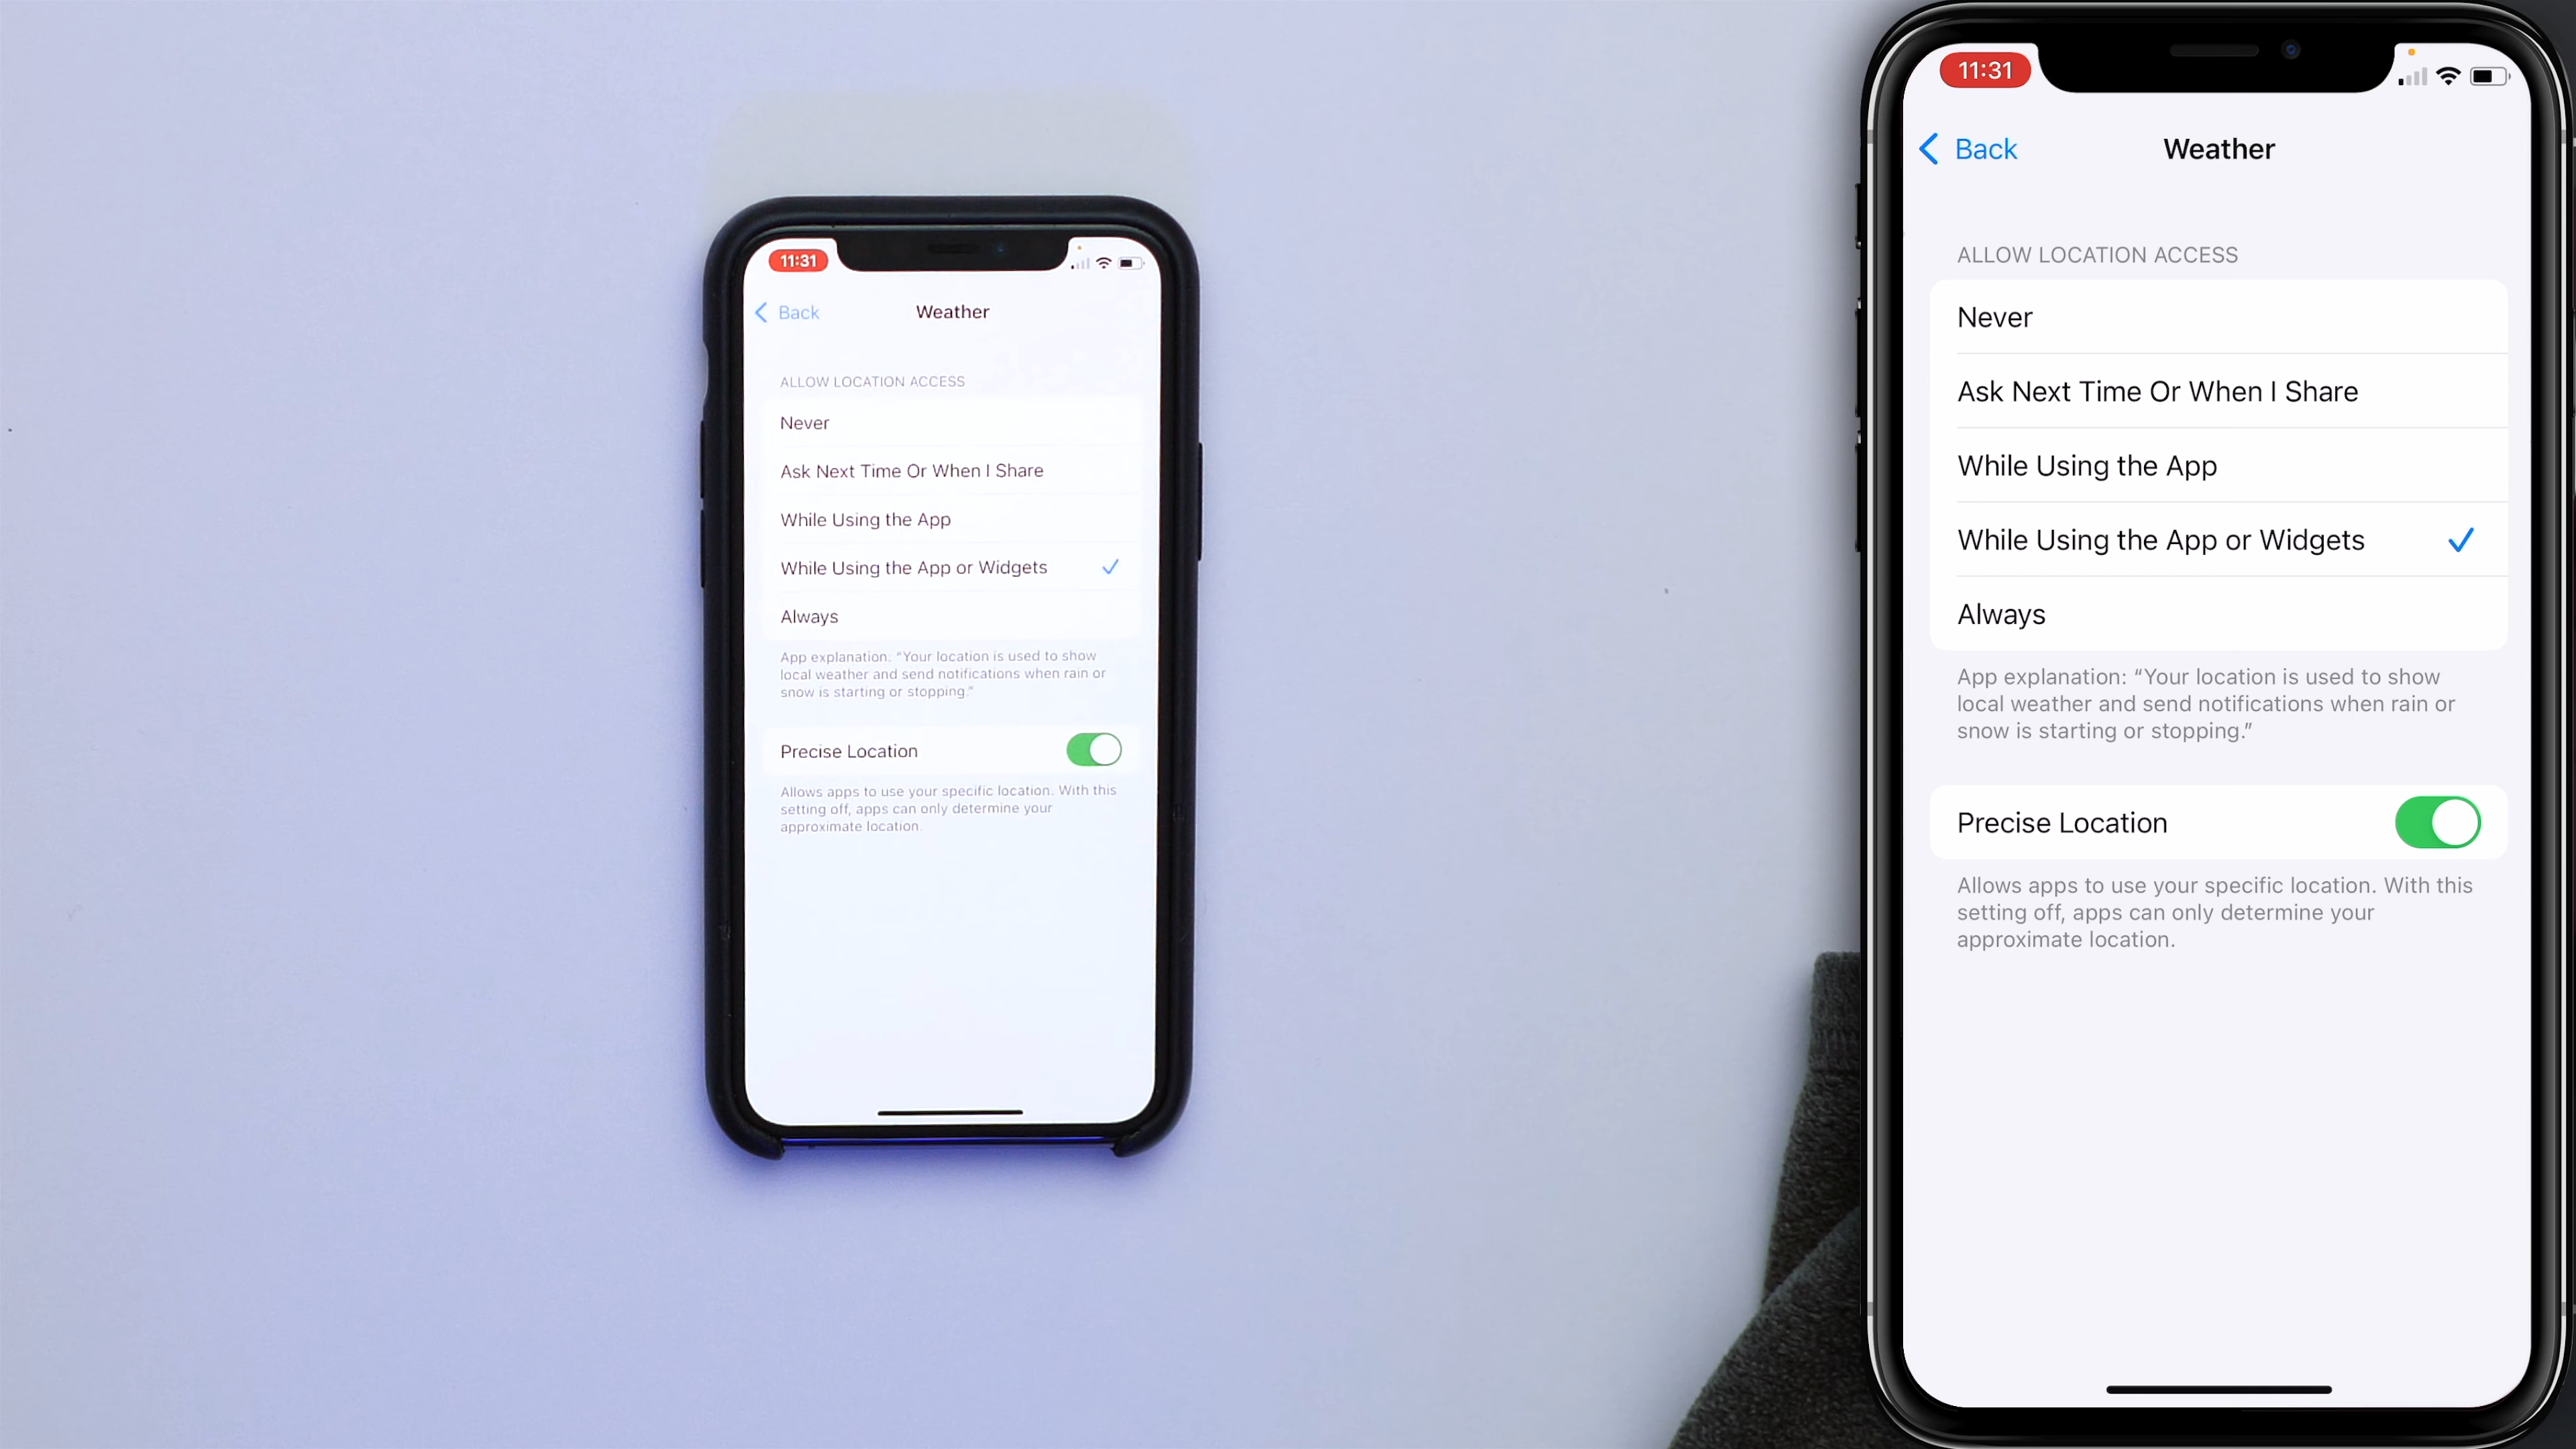 11:31
Back
Weather
ALLOW LOCATION ACCESS
Never
Ask Next Time Or When I Share
While Using the App
While Using the App or Widgets
Always
App explanation: “Your location is used to show
local weather and send notifications when rain or
snow is starting or stopping.”
Precise Location
Allows apps to use your specific location. With this
setting off, apps can only determine your
approximate location.
11:31
Back
Weather
ALLOW LOCATION ACCESS
Never
Ask Next Time Or When I Share
While Using the App
While Using the App or Widgets
Always
App explanation: “Your location is used to show
local weather and send notifications when rain or
snow is starting or stopping.”
Precise Location
Allows apps to use your specific location. With this
setting off, apps can only determine your
approximate location.